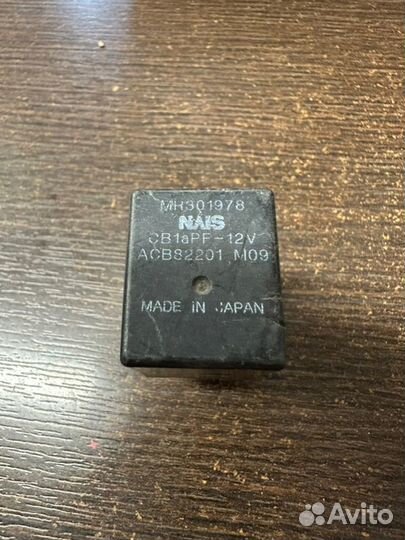 MR301978
NAIS
CB1aPF-12V
ACB82201 M09
MADE IN JAPAN
Avito